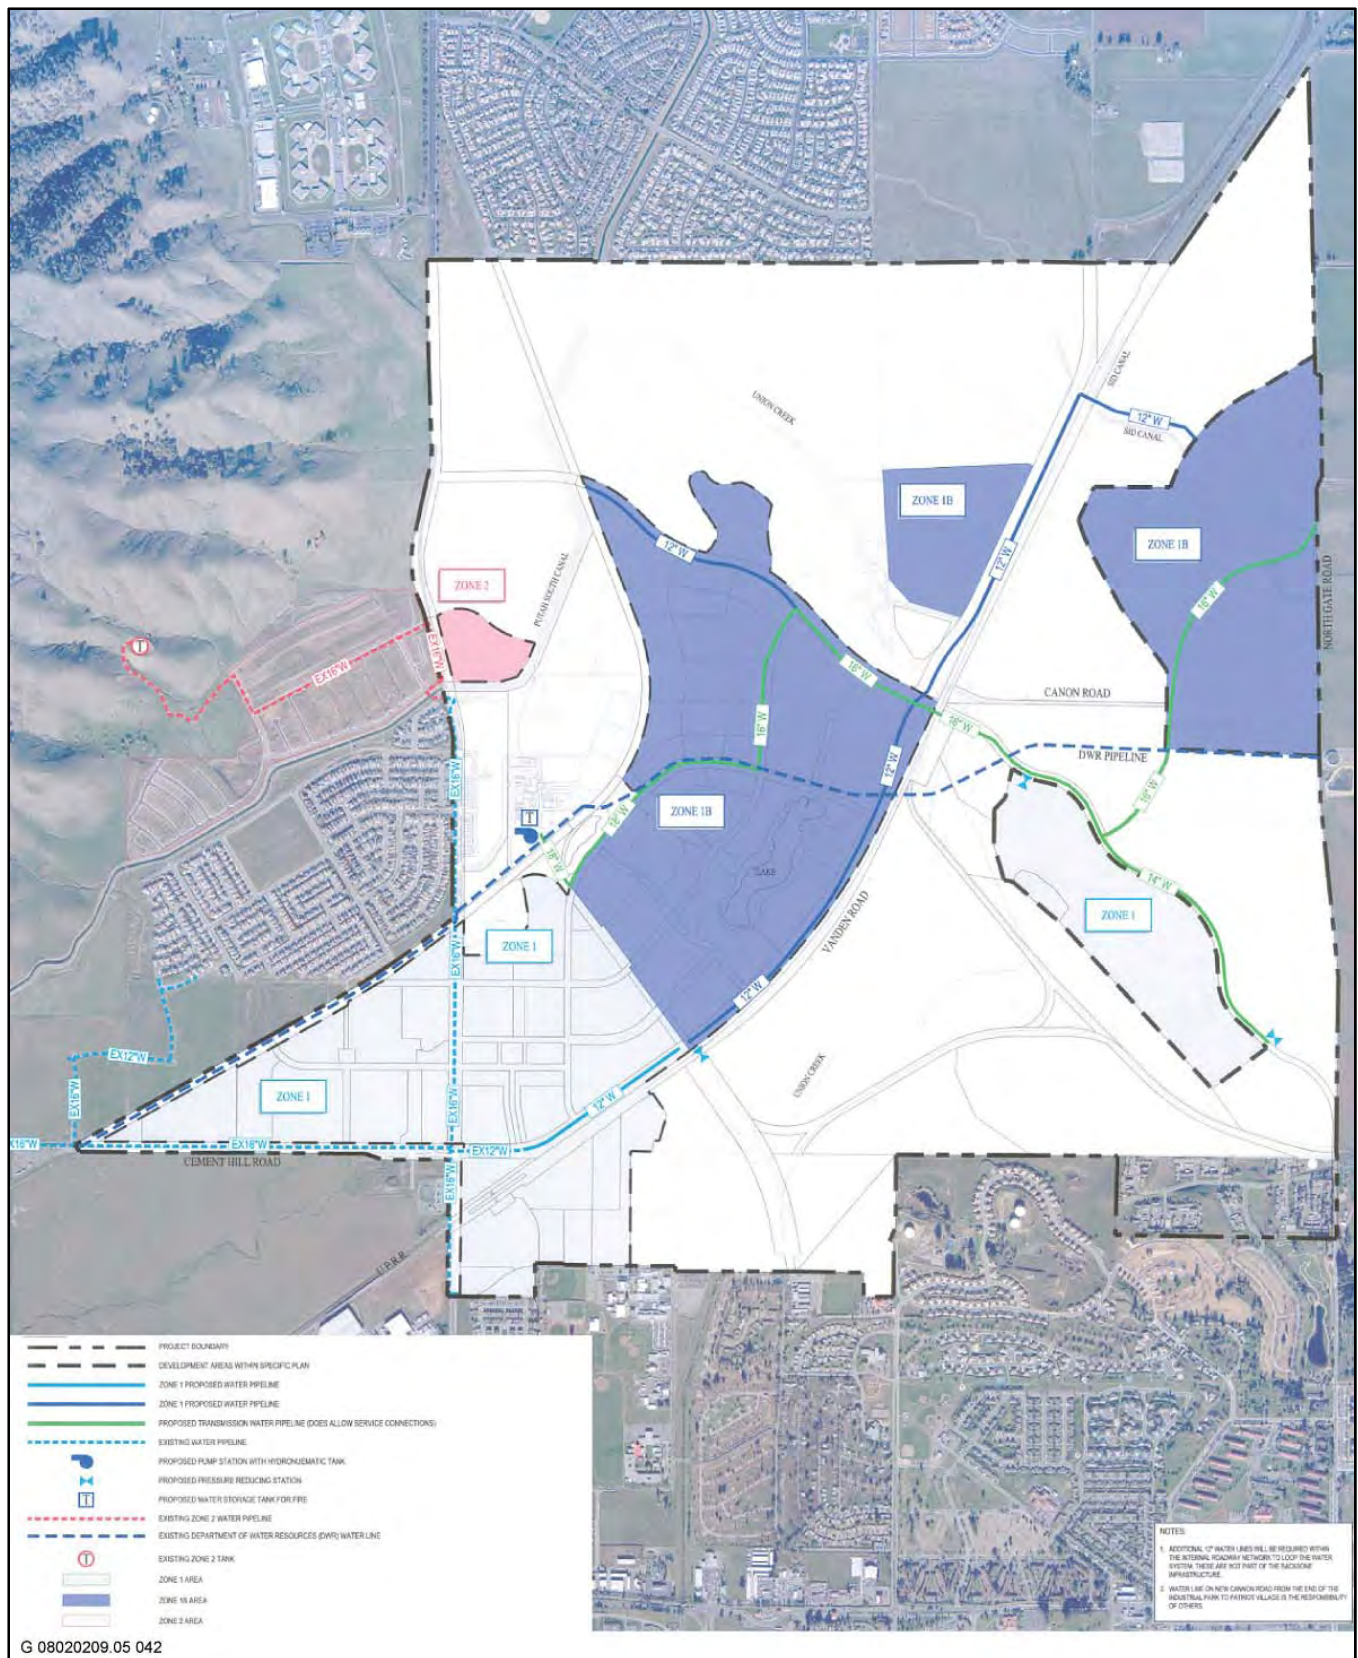 UNION CREEK
SID CANAL
12" W
SID CANAL
ZONE 1B
12" W
12" W
ZONE 1B
ZONE 2
PUTAH SOUTH CANAL
16" W
NORTH GATE ROAD
T
EX16"W
EX16"W
16" W
CANON ROAD
16" W
16" W
DWR PIPELINE
EX16"W
12" W
16" W
ZONE 1B
T
18" W
18" W
LAKE
14" W
ZONE 1
VANDEN ROAD
ZONE 1
EX16"W
12" W
EX12"W
UNION CREEK
ZONE 1
12" W
EX16"W
EX16"W
X16"W
EX18"W
EX12"W
CEMENT HILL ROAD
EX16"W
U.P.R.R.
PROJECT BOUNDARY
DEVELOPMENT AREAS WITHIN SPECIFIC PLAN
ZONE 1 PROPOSED WATER PIPELINE
ZONE 1 PROPOSED WATER PIPELINE
PROPOSED TRANSMISSION WATER PIPELINE (DOES ALLOW SERVICE CONNECTIONS)
EXISTING WATER PIPELINE
PROPOSED PUMP STATION WITH HYDRONUEMATIC TANK
PROPOSED PRESSURE REDUCING STATION
T PROPOSED WATER STORAGE TANK FOR FIRE
EXISTING ZONE 2 WATER PIPELINE
EXISTING DEPARTMENT OF WATER RESOURCES (DWR) WATER LINE
T EXISTING ZONE 2 TANK
ZONE 1 AREA
ZONE 1B AREA
ZONE 2 AREA
NOTES:
1. ADDITIONAL 12" WATER LINES WILL BE REQUIRED WITHIN
THE INTERNAL ROADWAY NETWORK TO LOOP THE WATER
SYSTEM. THESE ARE NOT PART OF THE BACKBONE
INFRASTRUCTURE.
2. WATER LINE ON NEW CANNON ROAD FROM THE END OF THE
INDUSTRIAL PARK TO PATRIOT VILLAGE IS THE RESPONSIBILITY
OF OTHERS.
G 08020209.05 042